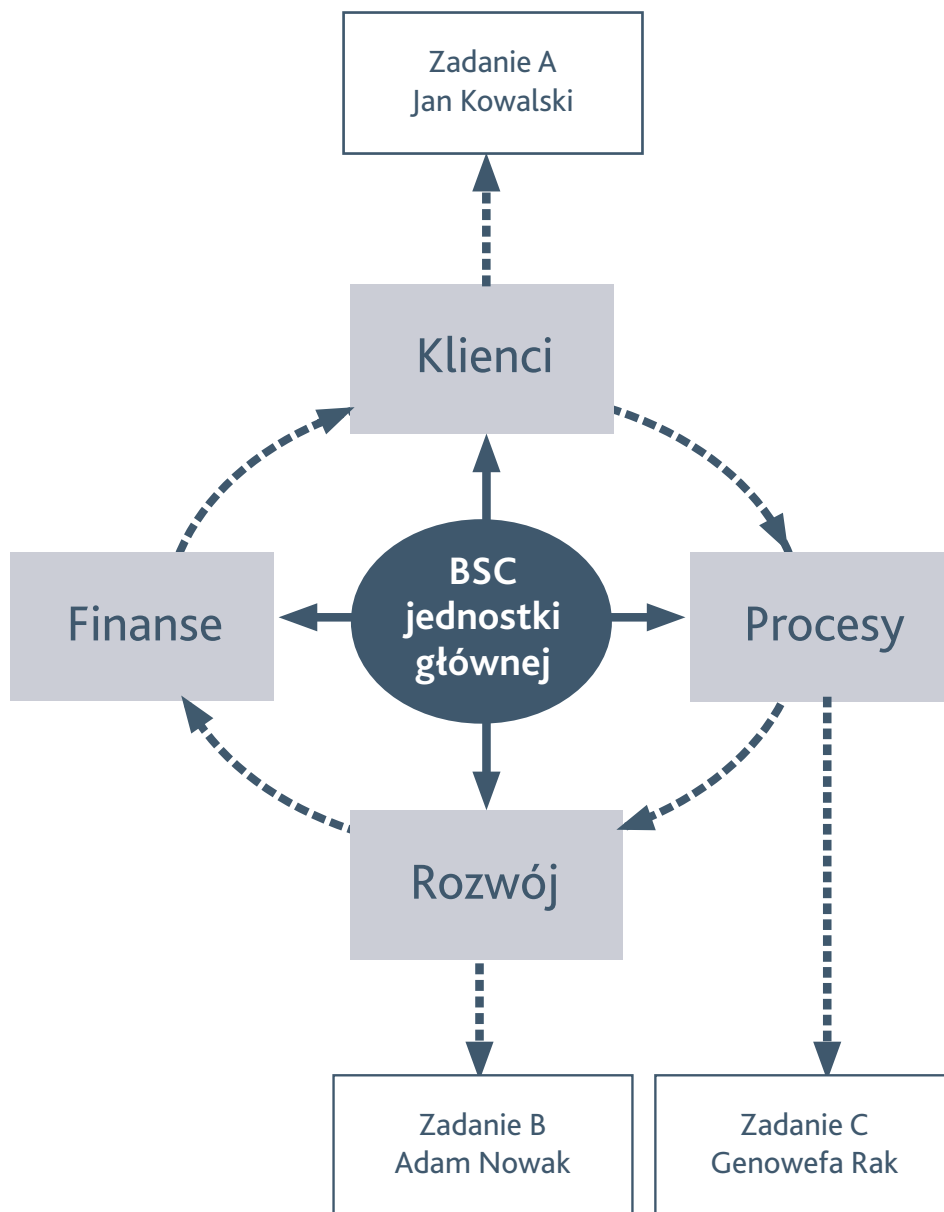 Zadanie A
Jan Kowalski
Klienci
BSC
jednostki
głównej
Finanse
Procesy
Rozwój
Zadanie B
Adam Nowak
Zadanie C
Genowefa Rak